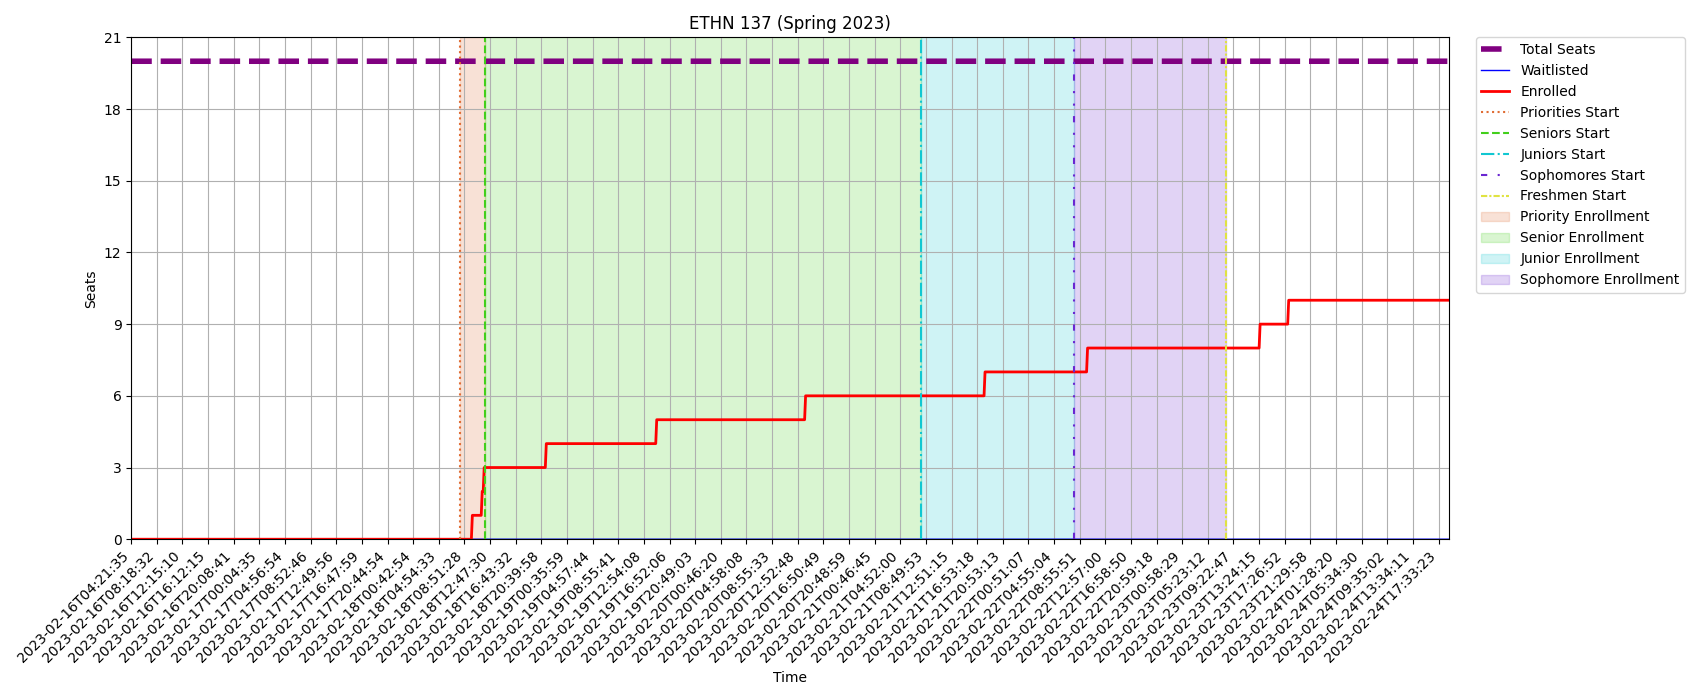 ETHN 137 (Spring 2023)
21
18
15
12
9
6
3
0
Seats
2023-02-16T04:21:35
2023-02-16T08:18:32
2023-02-16T12:15:10
2023-02-16T16:12:15
2023-02-16T20:08:41
2023-02-17T00:04:35
2023-02-17T04:56:54
2023-02-17T08:52:46
2023-02-17T12:49:56
2023-02-17T16:47:59
2023-02-17T20:44:54
2023-02-18T00:42:54
2023-02-18T04:54:33
2023-02-18T08:51:28
2023-02-18T12:47:30
2023-02-18T16:43:32
2023-02-18T20:39:58
2023-02-19T00:35:59
2023-02-19T04:57:44
2023-02-19T08:55:41
2023-02-19T12:54:08
2023-02-19T16:52:06
2023-02-19T20:49:03
2023-02-20T00:46:20
2023-02-20T04:58:08
2023-02-20T08:55:33
2023-02-20T12:52:48
2023-02-20T16:50:49
2023-02-20T20:48:59
2023-02-21T00:46:45
2023-02-21T04:52:00
2023-02-21T08:49:53
2023-02-21T12:51:15
2023-02-21T16:53:18
2023-02-21T20:53:13
2023-02-22T00:51:07
2023-02-22T04:55:04
2023-02-22T08:55:51
2023-02-22T12:57:00
2023-02-22T16:58:50
2023-02-22T20:59:18
2023-02-23T00:58:29
2023-02-23T05:23:12
2023-02-23T09:22:47
2023-02-23T13:24:15
2023-02-23T17:26:52
2023-02-23T21:29:58
2023-02-24T01:28:20
2023-02-24T05:34:30
2023-02-24T09:35:02
2023-02-24T13:34:11
2023-02-24T17:33:23
Time
Total Seats
Waitlisted
Enrolled
Priorities Start
Seniors Start
Juniors Start
Sophomores Start
Freshmen Start
Priority Enrollment
Senior Enrollment
Junior Enrollment
Sophomore Enrollment